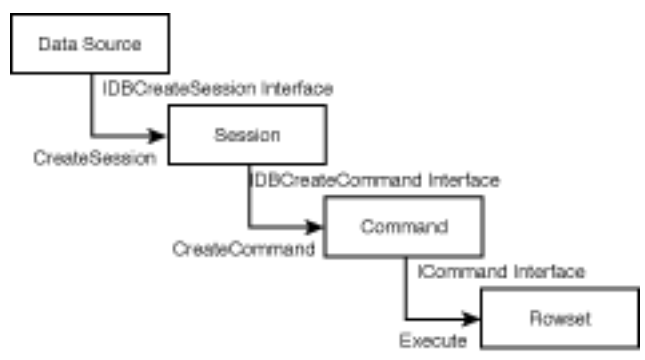 Data Source
IDBCreateSession Interface
Session
CreateSession
IDBCreateCommand Interface
Command
CreateCommand
ICommand Interface
Rowset
Execute